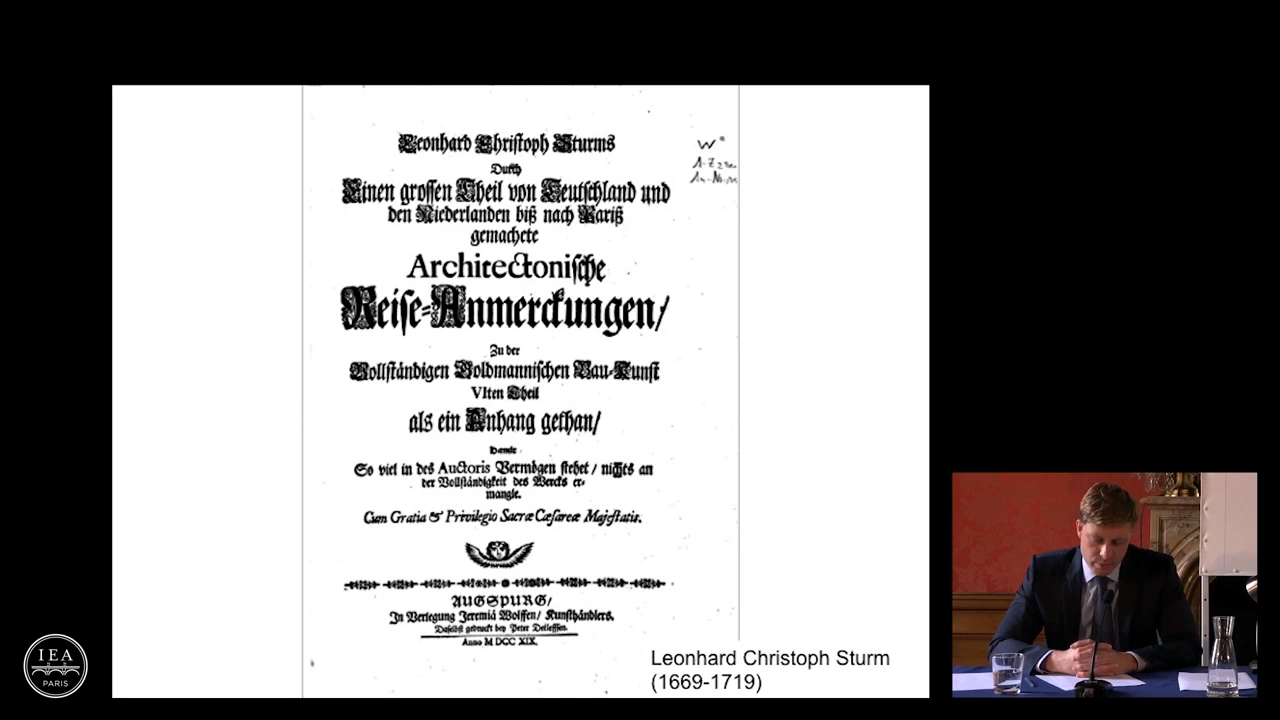 Leonhard Christoph Sturms
Durch
Einen grossen Theil von Teutschland und
den Niederlanden biß nach Pariß
gemachete
Architectonische
Reise-Anmerckungen/
Zu der
Vollständigen Goldmannischen Bau-Kunst
VIten Theil
als ein Anhang gethan/
Damit
So viel in des Auctoris Vermögen stehet / nichts an
der Vollständigkeit des Wercks er-
mangle.
Cum Gratia & Privilegio Sacræ Cæsareæ Majestatis.
AUGSPURG/
In Verlegung Jeremiä Wolffen/ Kunsthändlers.
Daselbst gedruckt bey Peter Detleffsen.
Anno M DCC XIX.
Leonhard Christoph Sturm
(1669-1719)
IEA
PARIS